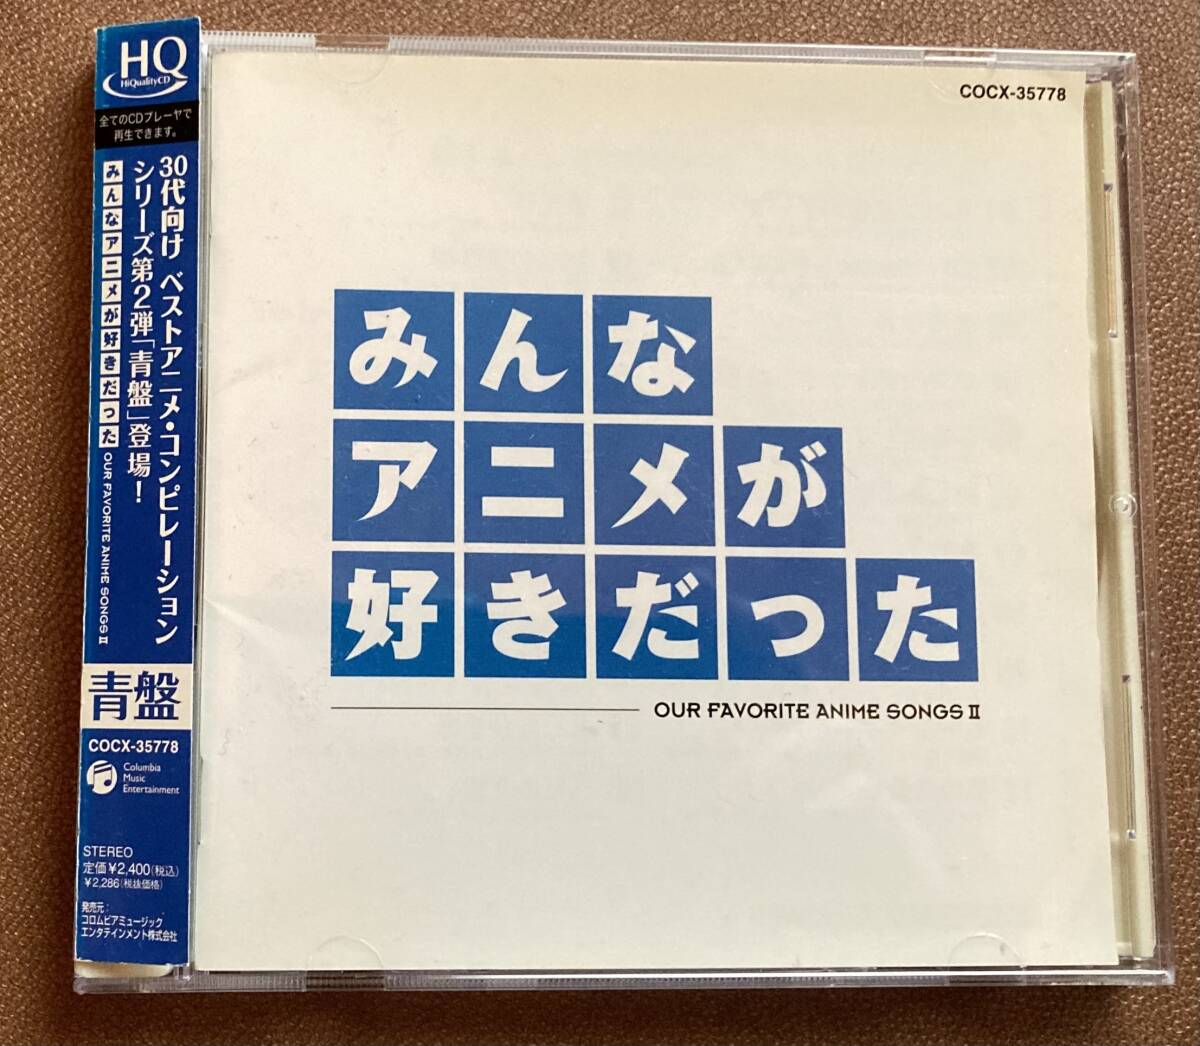 HQ
HiQualityCD
全てのCDプレーヤで
再生できます。
30代向け ベストアニメ・コンピレーション
シリーズ第2弾「青盤」登場!
みんなアニメが好きだった OUR FAVORITE ANIME SONGS II
青盤
COCX-35778
Columbia
Music
Entertainment
STEREO
定価¥2,400(税込)
¥2,286(税抜価格)
発売元:
コロムビアミュージック
エンタテインメント株式会社
COCX-35778
みんな
アニメが
好きだった
OUR FAVORITE ANIME SONGS II